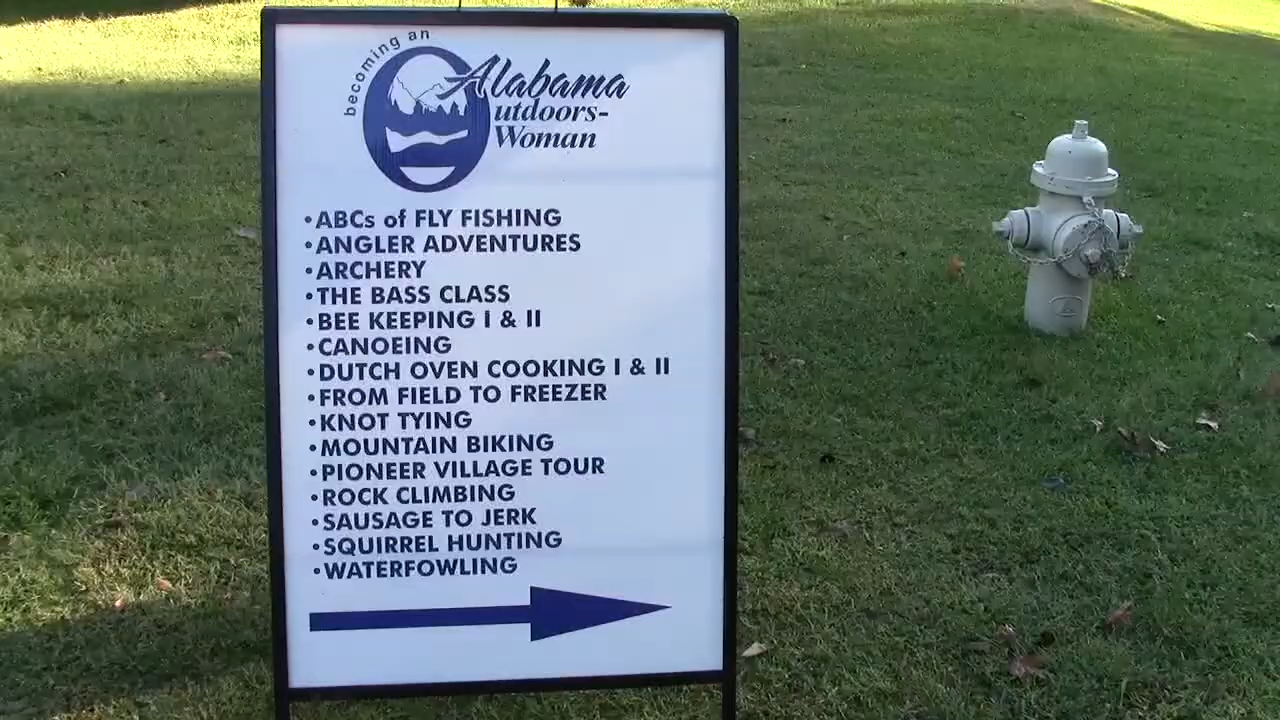 becoming an
Alabama
utdoors-
Woman
•ABCs of FLY FISHING
•ANGLER ADVENTURES
•ARCHERY
•THE BASS CLASS
•BEE KEEPING I & II
•CANOEING
•DUTCH OVEN COOKING I & II
•FROM FIELD TO FREEZER
•KNOT TYING
•MOUNTAIN BIKING
•PIONEER VILLAGE TOUR
•ROCK CLIMBING
•SAUSAGE TO JERK
•SQUIRREL HUNTING
•WATERFOWLING